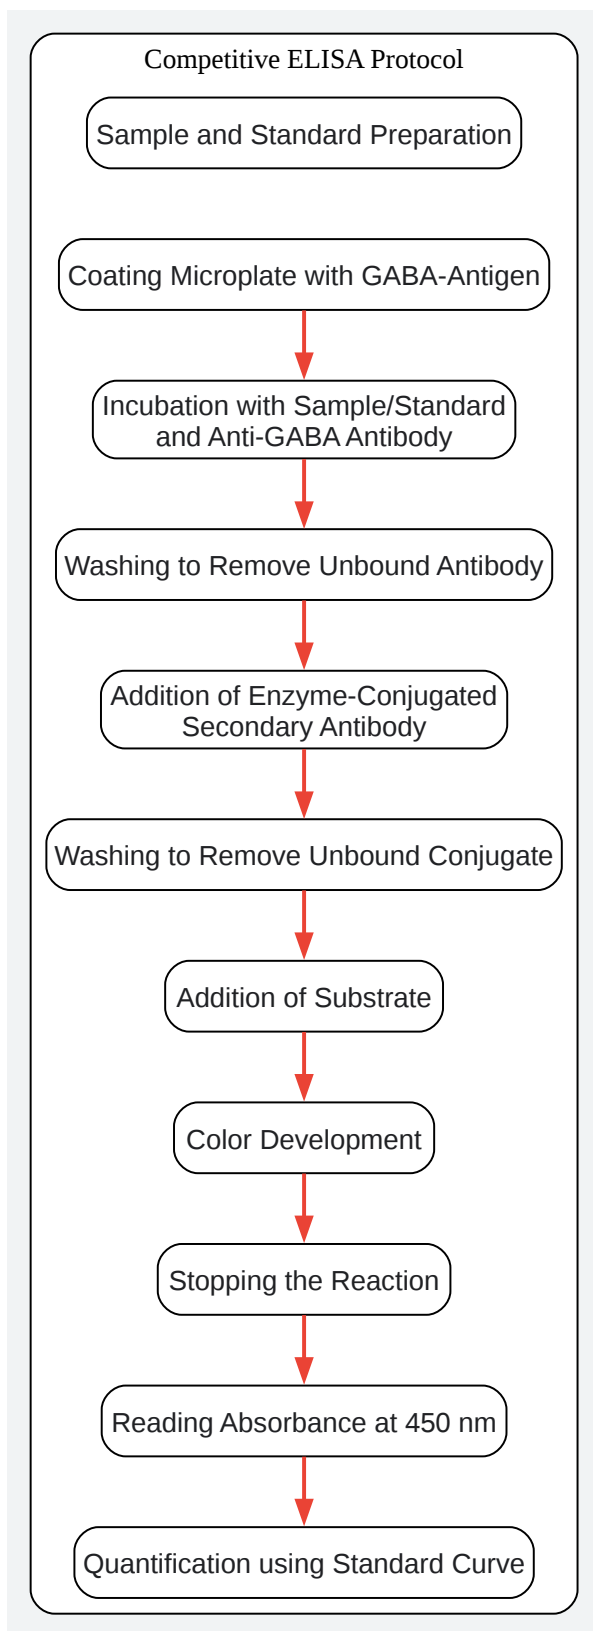 Competitive ELISA Protocol
Sample and Standard Preparation
Coating Microplate with GABA-Antigen
Incubation with Sample/Standard
and Anti-GABA Antibody
Washing to Remove Unbound Antibody
Addition of Enzyme-Conjugated
Secondary Antibody
Washing to Remove Unbound Conjugate
Addition of Substrate
Color Development
Stopping the Reaction
Reading Absorbance at 450 nm
Quantification using Standard Curve